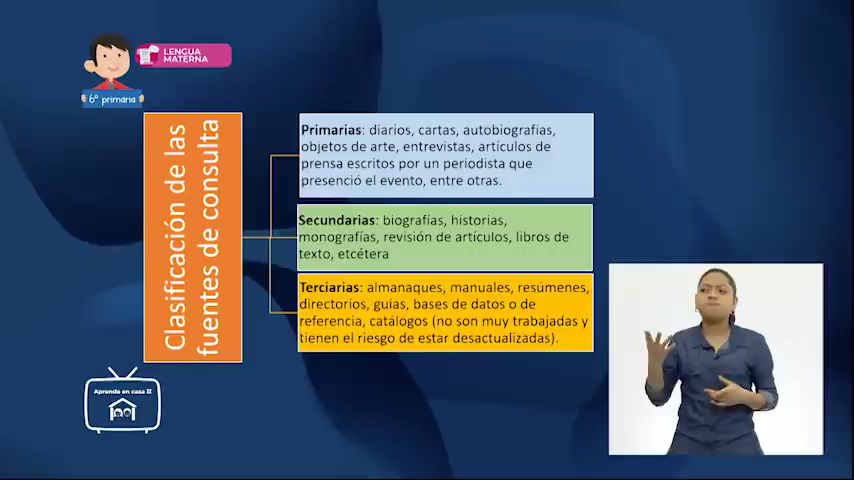 LENGUA
MATERNA
6º primaria
Clasificación de las
fuentes de consulta
Primarias: diarios, cartas, autobiografías,
objetos de arte, entrevistas, artículos de
prensa escritos por un periodista que
presenció el evento, entre otras.
Secundarias: biografías, historias,
monografías, revisión de artículos, libros de
texto, etcétera
Terciarias: almanaques, manuales, resúmenes,
directorios, guías, bases de datos o de
referencia, catálogos (no son muy trabajadas y
tienen el riesgo de estar desactualizadas).
Aprende en casa II